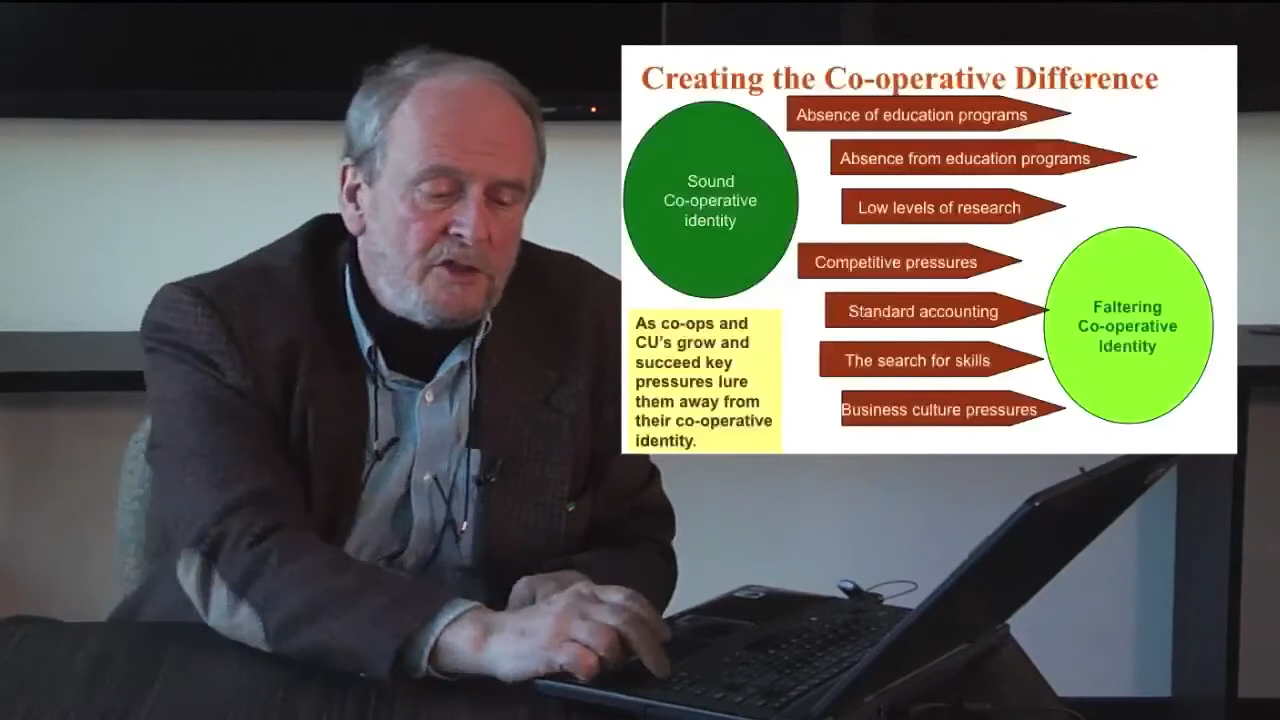 Creating the Co-operative Difference
Absence of education programs
Absence from education programs
Sound
Co-operative
identity
Low levels of research
Competitive pressures
Standard accounting
Faltering
Co-operative
Identity
The search for skills
Business culture pressures
As co-ops and
CU's grow and
succeed key
pressures lure
them away from
their co-operative
identity.